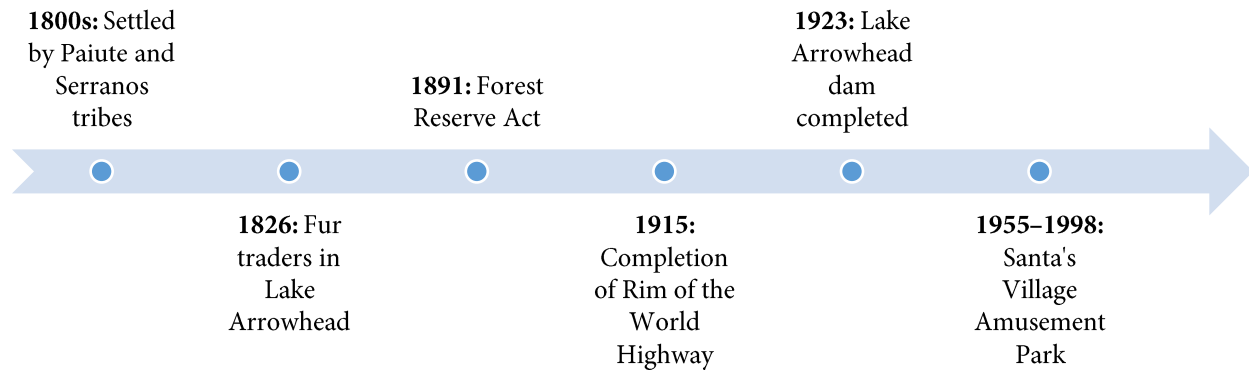 1800s: Settled
by Paiute and
Serranos
tribes
1826: Fur
traders in
Lake
Arrowhead
1891: Forest
Reserve Act
1915:
Completion
of Rim of the
World
Highway
1923: Lake
Arrowhead
dam
completed
1955–1998:
Santa's
Village
Amusement
Park